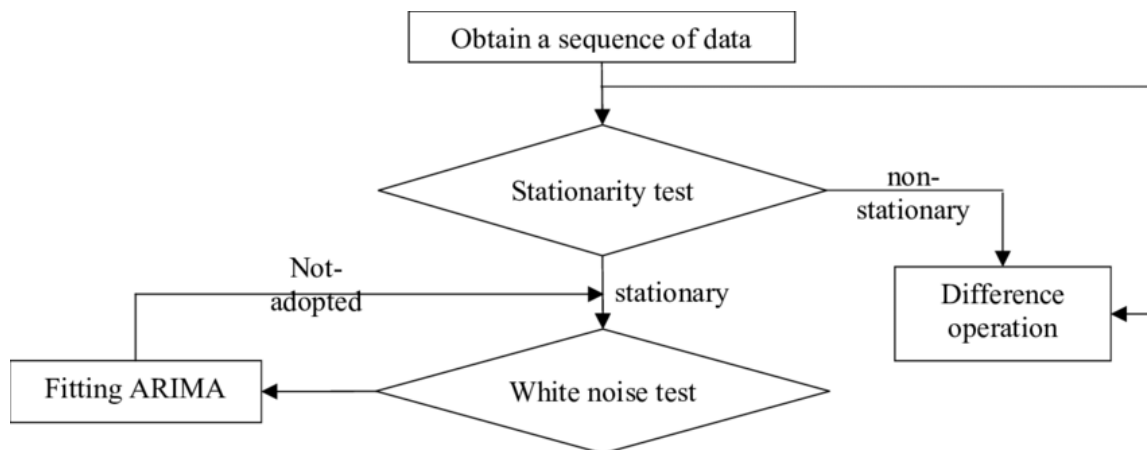 Obtain a sequence of data
Stationarity test
non-
stationary
Not-
adopted
stationary
Difference
operation
Fitting ARIMA
White noise test